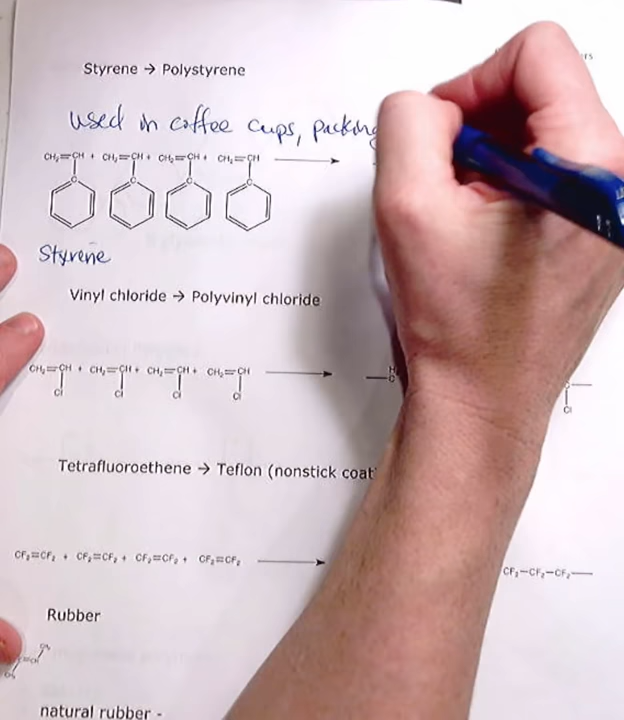 Styrene → Polystyrene
used in coffee cups, packing
CH₂=CH + CH₂=CH + CH₂=CH + CH₂=CH
C C C C
Styrene
Vinyl chloride → Polyvinyl chloride
CH₂=CH + CH₂=CH + CH₂=CH + CH₂=CH
Cl Cl Cl Cl Cl
Tetrafluoroethene → Teflon (nonstick coat
CF₂=CF₂ + CF₂=CF₂ + CF₂=CF₂ + CF₂=CF₂
CF₂—CF₂—CF₂—
Rubber
natural rubber -